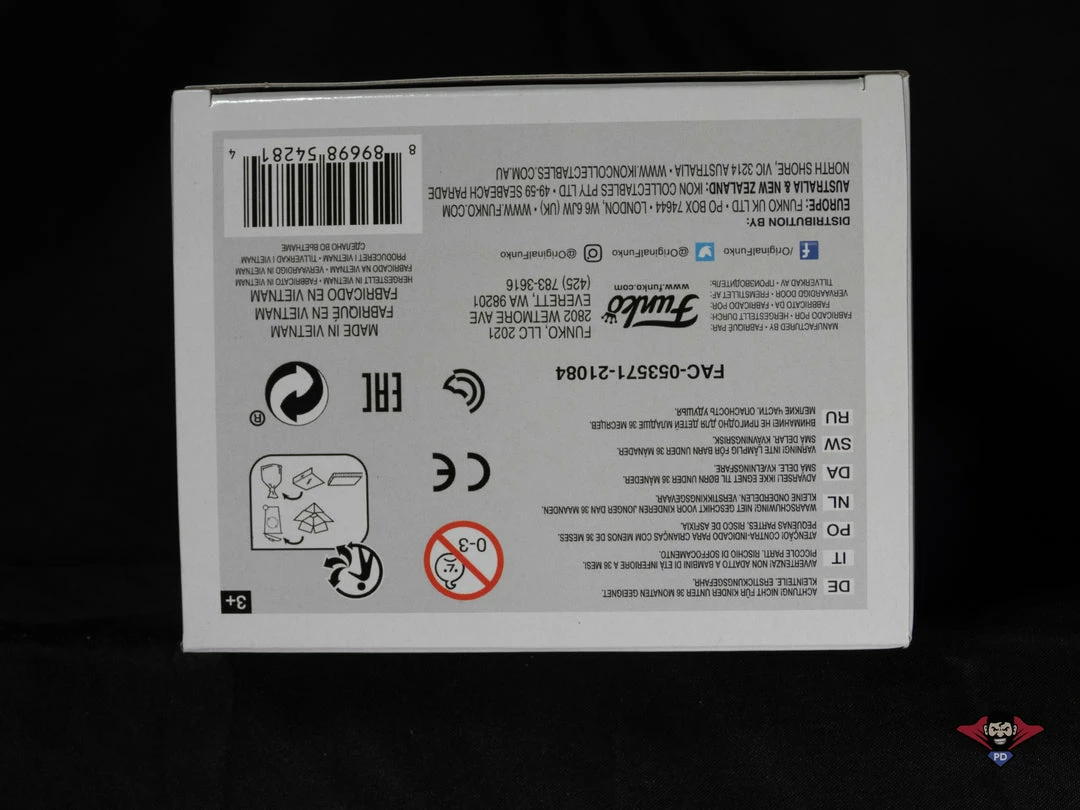 DE
ACHTUNG! NICHT FÜR KINDER UNTER 36 MONATEN GEEIGNET.
KLEINTEILE. ERSTICKUNGSGEFAHR.
IT
AVVERTENZA! NON ADATTO A BAMBINI DI ETÀ INFERIORE A 36 MESI.
PICCOLE PARTI. RISCHIO DI SOFFOCAMENTO.
PO
ATENÇÃO! CONTRA-INDICADO PARA CRIANÇAS COM MENOS DE 36 MESES.
PEQUENAS PARTES. RISCO DE ASFIXIA.
NL
WAARSCHUWING! NIET GESCHIKT VOOR KINDEREN JONGER DAN 36 MAANDEN.
KLEINE ONDERDELEN. VERSTIKKINGSGEVAAR.
DA
ADVARSEL! IKKE EGNET TIL BØRN UNDER 36 MÅNEDER.
SMÅ DELE. KVÆLNINGSFARE.
SW
VARNING! INTE LÄMPLIG FÖR BARN UNDER 36 MÅNADER.
SMÅ DELAR. KVÄVNINGSRISK.
RU
ВНИМАНИЕ! НЕ ПРИГОДНО ДЛЯ ДЕТЕЙ МЛАДШЕ 36 МЕСЯЦЕВ.
МЕЛКИЕ ЧАСТИ. ОПАСНОСТЬ УДУШЬЯ.
3+
0-3
CE
EAC
®
FAC-053571-21084
MANUFACTURED BY • FABRIQUÉ PAR:
FABRICADO POR • HERGESTELLT DURCH:
FABBRICATO DA • FABRICADO POR:
VERVAARDIGD DOOR • FREMSTILLET AF:
TILLVERKAD AV • ПРОИЗВОДИТЕЛЬ:
Funko
www.funko.com
FUNKO, LLC 2021
2802 WETMORE AVE
EVERETT, WA 98201
(425) 783-3616
MADE IN VIETNAM
FABRIQUÉ EN VIETNAM
FABRICADO EN VIETNAM
HERGESTELLT IN VIETNAM • FABBRICATO IN VIETNAM
FABRICADO NA VIETNAM • VERVAARDIGD IN VIETNAM
PRODUCERET I VIETNAM • TILLVERKAD I VIETNAM
СДЕЛАНО ВО ВЬЕТНАМЕ
/OriginalFunko
@OriginalFunko
@OriginalFunko
DISTRIBUTION BY:
EUROPE: FUNKO UK LTD • PO BOX 74644 • LONDON, W6 6JW (UK) • WWW.FUNKO.COM
AUSTRALIA & NEW ZEALAND: IKON COLLECTABLES PTY LTD • 49-59 SEABEACH PARADE
NORTH SHORE, VIC 3214 AUSTRALIA • WWW.IKONCOLLECTABLES.COM.AU
8 89698 54281 4
PD